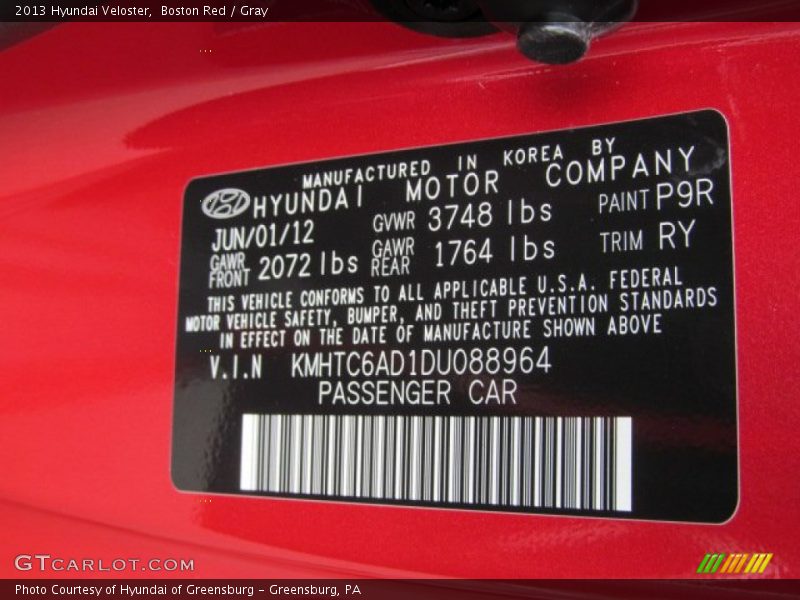 2013 Hyundai Veloster,  Boston Red / Gray
MANUFACTURED IN KOREA BY
HYUNDAI MOTOR COMPANY
JUN/01/12 GVWR 3748 lbs PAINT P9R
GAWR FRONT 2072 lbs GAWR REAR 1764 lbs TRIM RY
THIS VEHICLE CONFORMS TO ALL APPLICABLE U.S.A. FEDERAL
MOTOR VEHICLE SAFETY, BUMPER, AND THEFT PREVENTION STANDARDS
IN EFFECT ON THE DATE OF MANUFACTURE SHOWN ABOVE
V.I.N KMHTC6AD1DU088964
PASSENGER CAR
GTCARLOT.COM
Photo Courtesy of Hyundai of Greensburg - Greensburg, PA